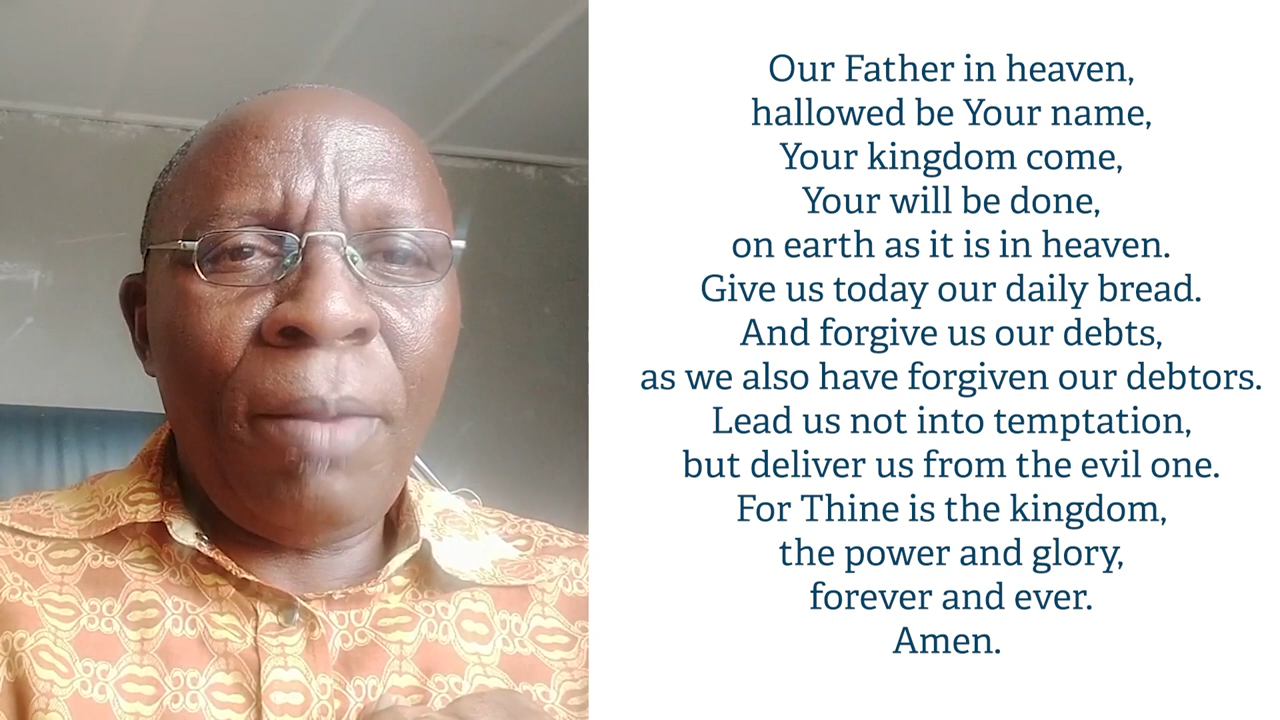 Our Father in heaven,
hallowed be Your name,
Your kingdom come,
Your will be done,
on earth as it is in heaven.
Give us today our daily bread.
And forgive us our debts,
as we also have forgiven our debtors.
Lead us not into temptation,
but deliver us from the evil one.
For Thine is the kingdom,
the power and glory,
forever and ever.
Amen.